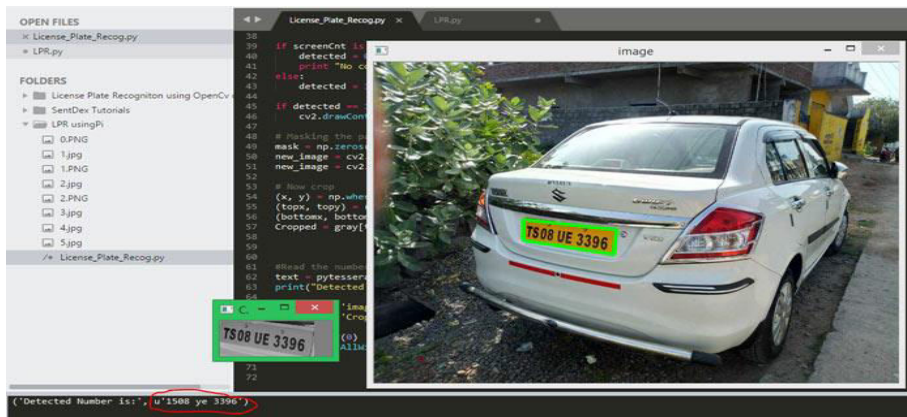 OPEN FILES
× License_Plate_Recog.py
LPR.py
FOLDERS
License Plate Recogniton using OpenCv
SentDex Tutorials
LPR usingPi
0.PNG
1.jpg
1.PNG
2.jpg
2.PNG
3.jpg
4.jpg
5.jpg
/* License_Plate_Recog.py
License_Plate_Recog.py ×
LPR.py
38
39 if screenCnt is
40 detected =
41 print "No co
42 else:
43 detected =
44
45 if detected ==
46 cv2.drawCont
47
48 # Masking the
49 mask = np.zeros
50 new_image = cv2.
51 new_image = cv2.
52
53 # Now crop
54 (x, y) = np.whe
55 (topx, topy) =
56 (bottomx, botto
57 Cropped = gray[
58
59
60
61 #Read the numbe
62 text = pytesser
63 print("Detected
64
'imag
'Crop
(0)
71
72
image
TS08 UE 3396
C.
TS08 UE 3396
('Detected Number is:', u'1508 ye 3396')